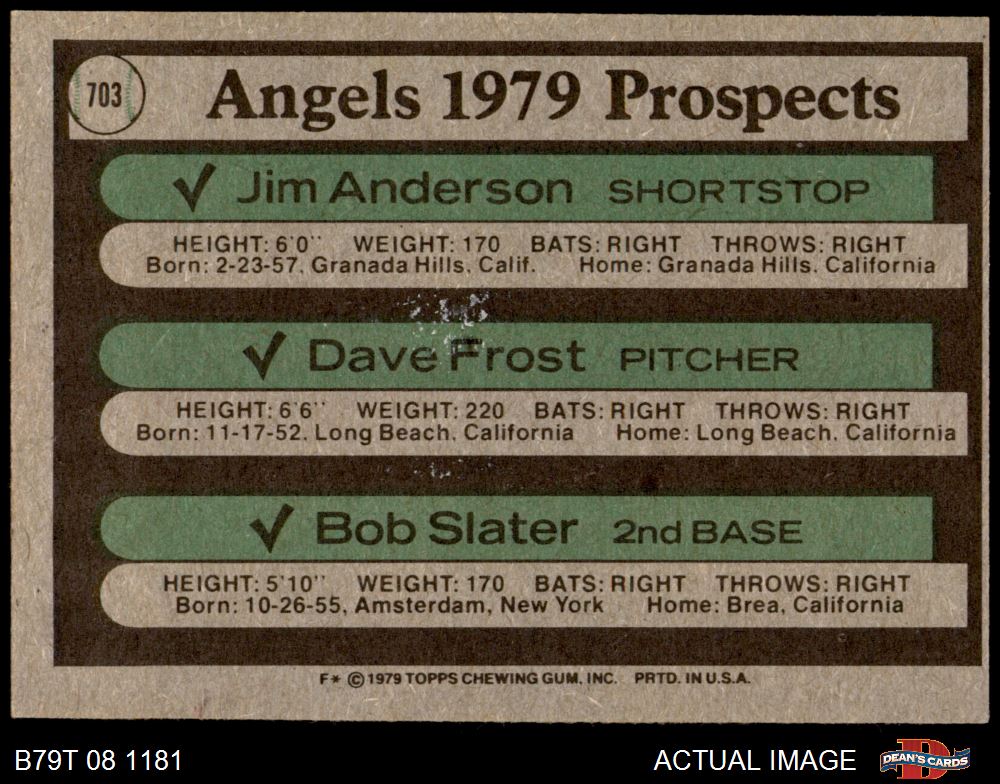 703
Angels 1979 Prospects
✓ Jim Anderson SHORTSTOP
HEIGHT: 6'0" WEIGHT: 170 BATS: RIGHT THROWS: RIGHT
Born: 2-23-57, Granada Hills, Calif. Home: Granada Hills, California
✓ Dave Frost PITCHER
HEIGHT: 6'6" WEIGHT: 220 BATS: RIGHT THROWS: RIGHT
Born: 11-17-52, Long Beach, California Home: Long Beach, California
✓ Bob Slater 2nd BASE
HEIGHT: 5'10" WEIGHT: 170 BATS: RIGHT THROWS: RIGHT
Born: 10-26-55, Amsterdam, New York Home: Brea, California
F* © 1979 TOPPS CHEWING GUM, INC. PRTD. IN U.S.A.
B79T 08 1181 ACTUAL IMAGE D DEAN'S CARDS